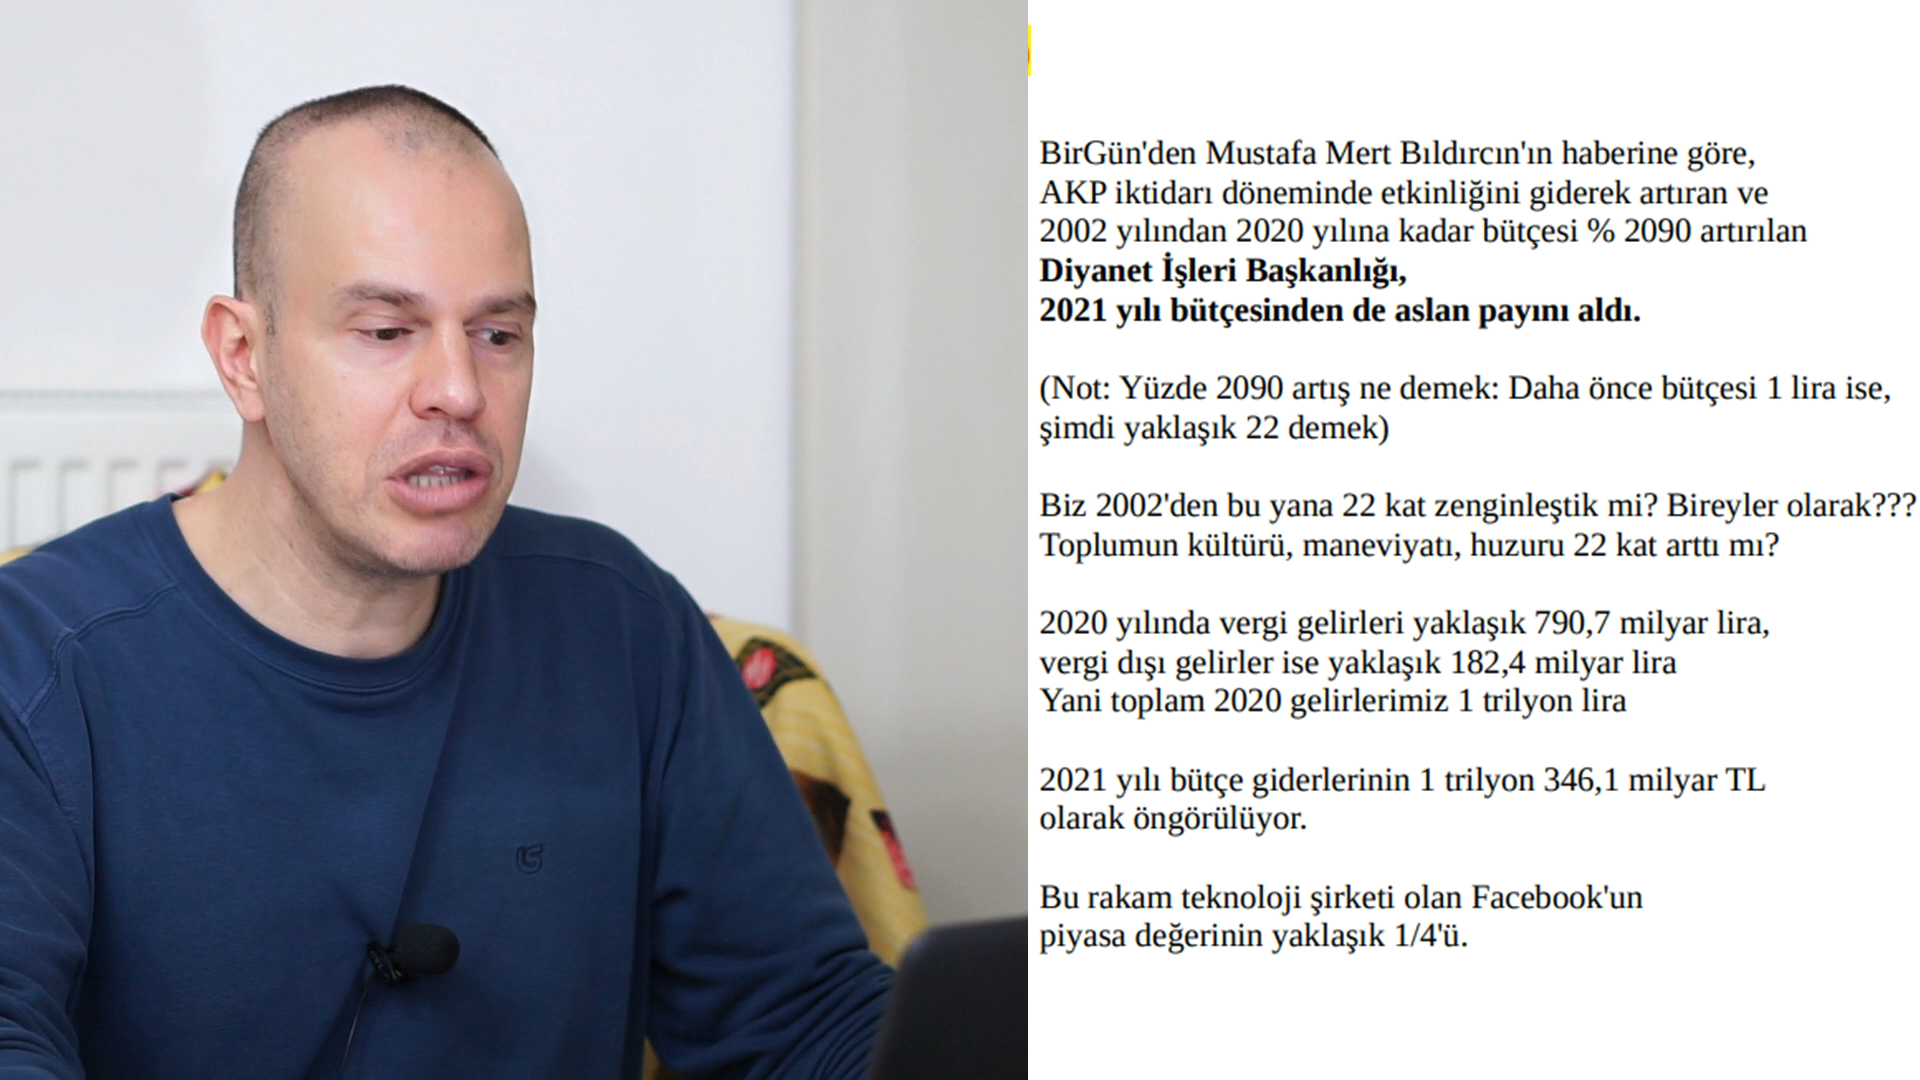 BirGün'den Mustafa Mert Bıldırcın'ın haberine göre,
AKP iktidarı döneminde etkinliğini giderek artıran ve
2002 yılından 2020 yılına kadar bütçesi % 2090 artırılan
Diyanet İşleri Başkanlığı,
2021 yılı bütçesinden de aslan payını aldı.
(Not: Yüzde 2090 artış ne demek: Daha önce bütçesi 1 lira ise,
şimdi yaklaşık 22 demek)
Biz 2002'den bu yana 22 kat zenginleştik mi? Bireyler olarak???
Toplumun kültürü, maneviyatı, huzuru 22 kat arttı mı?
2020 yılında vergi gelirleri yaklaşık 790,7 milyar lira,
vergi dışı gelirler ise yaklaşık 182,4 milyar lira
Yani toplam 2020 gelirlerimiz 1 trilyon lira
2021 yılı bütçe giderlerinin 1 trilyon 346,1 milyar TL
olarak öngörülüyor.
Bu rakam teknoloji şirketi olan Facebook'un
piyasa değerinin yaklaşık 1/4'ü.